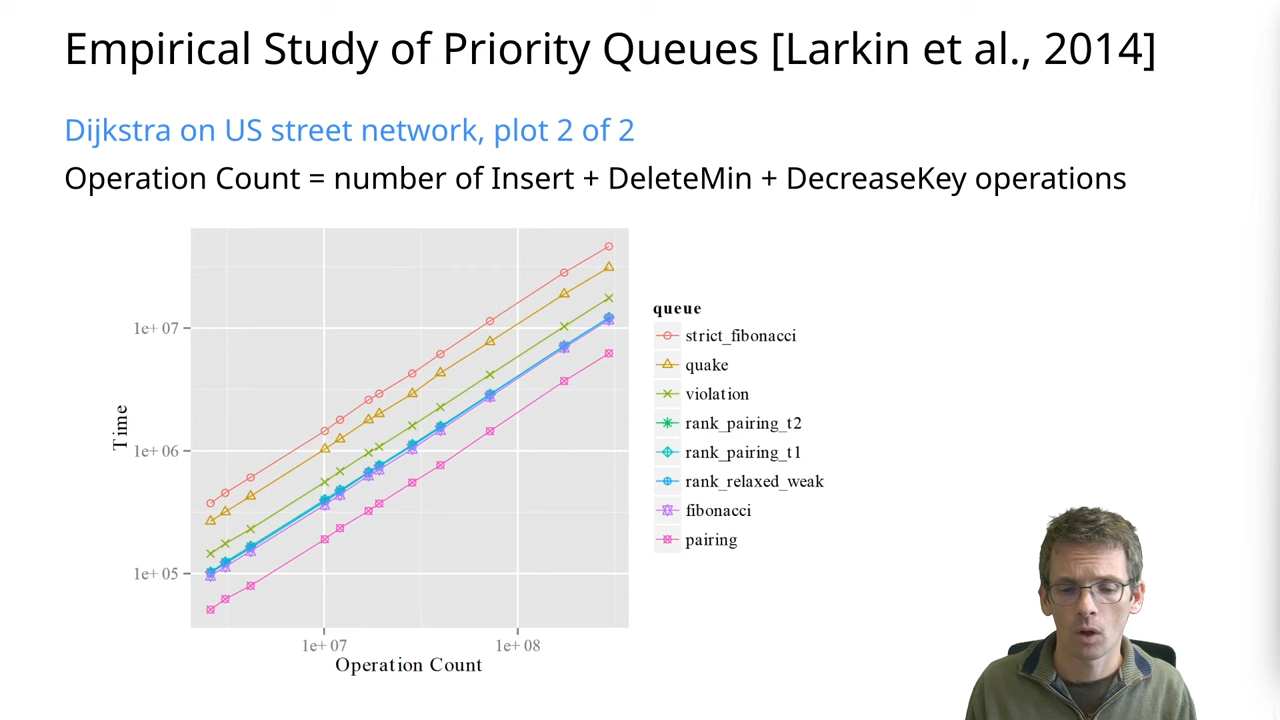 Empirical Study of Priority Queues [Larkin et al., 2014]
Dijkstra on US street network, plot 2 of 2
Operation Count = number of Insert + DeleteMin + DecreaseKey operations
Time
1e+07
1e+06
1e+05
1e+07
1e+08
Operation Count
queue
strict_fibonacci
quake
violation
rank_pairing_t2
rank_pairing_t1
rank_relaxed_weak
fibonacci
pairing